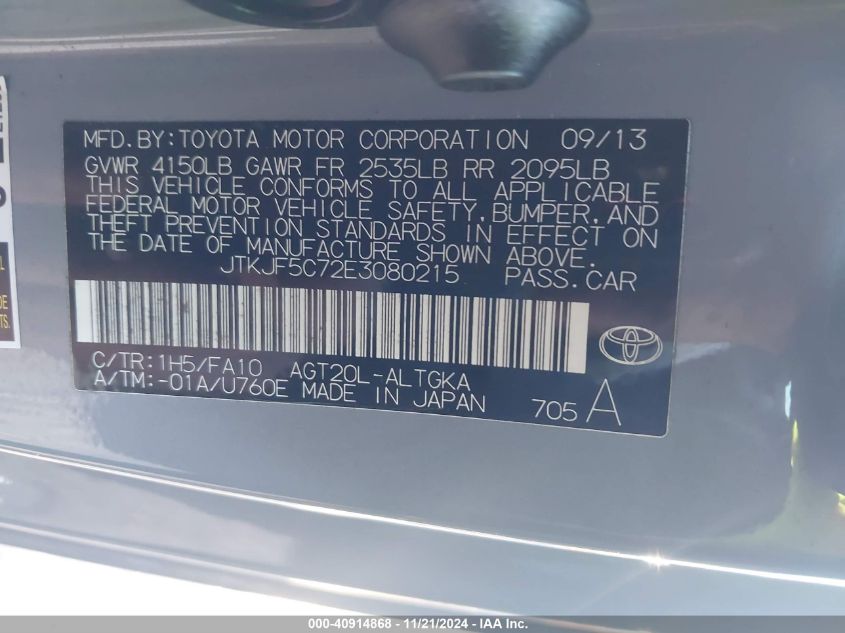 MFD.BY:TOYOTA MOTOR CORPORATION 09/13
GVWR 4150LB GAWR FR 2535LB RR 2095LB
THIS VEHICLE CONFORMS TO ALL APPLICABLE
FEDERAL MOTOR VEHICLE SAFETY, BUMPER, AND
THEFT PREVENTION STANDARDS IN EFFECT ON
THE DATE OF MANUFACTURE SHOWN ABOVE.
JTKJF5C72E3080215 PASS.CAR
C/TR:1H5/FA10 AGT20L-ALTGKA
A/TM:-01A/U760E MADE IN JAPAN
705 A
TS.
000-40914868 - 11/21/2024 - IAA Inc.